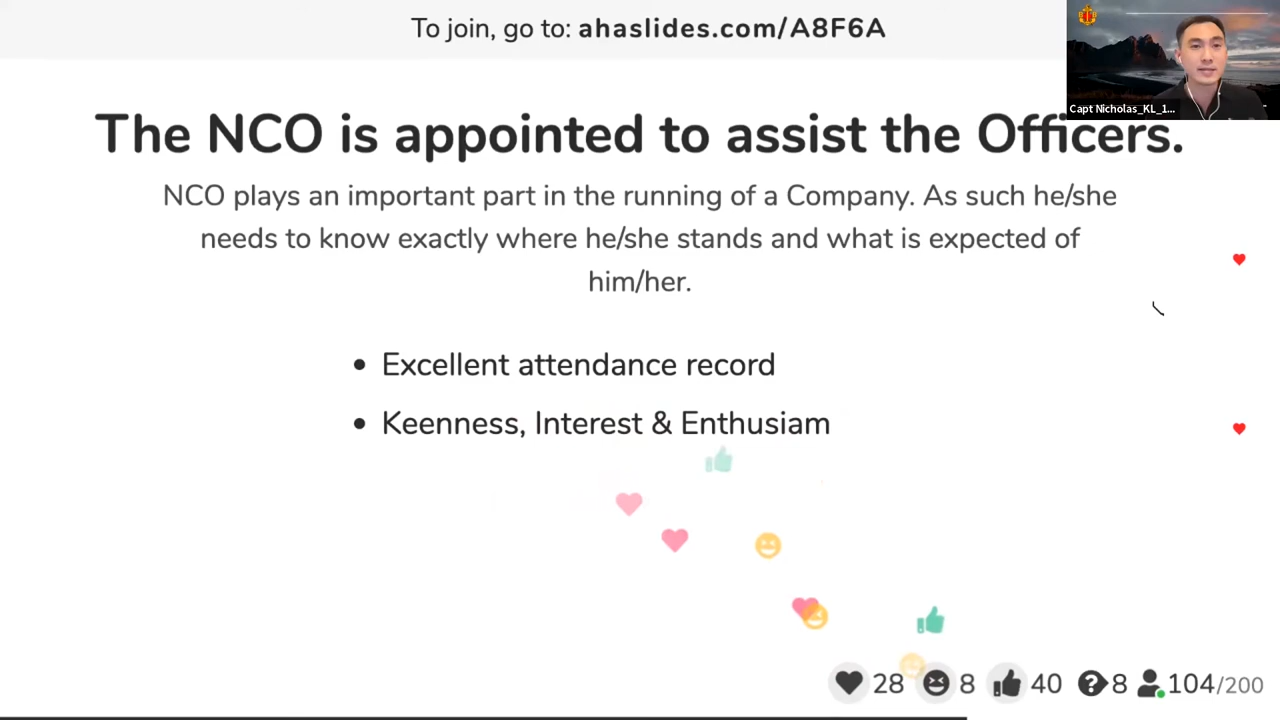 To join, go to: ahaslides.com/A8F6A
Capt Nicholas_KL_1...
The NCO is appointed to assist the Officers.
NCO plays an important part in the running of a Company. As such he/she
needs to know exactly where he/she stands and what is expected of
him/her.
• Excellent attendance record
• Keenness, Interest & Enthusiam
28 8 40 8 104/200